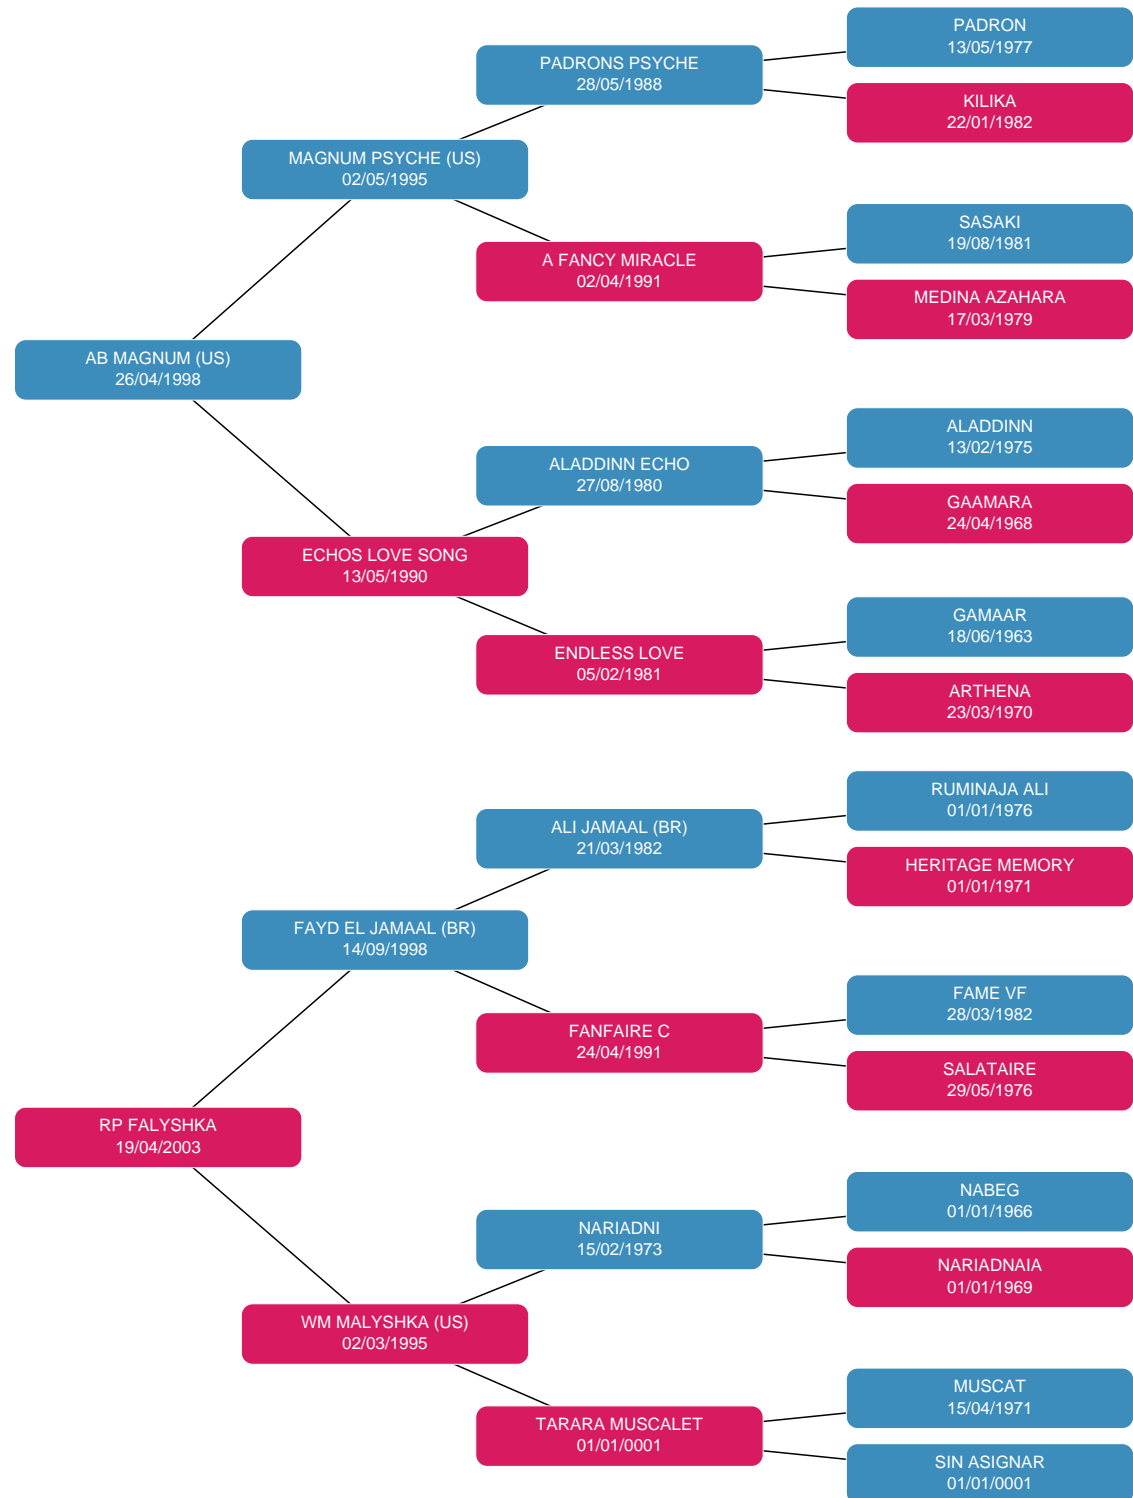 PADRON
13/05/1977
PADRONS PSYCHE
28/05/1988
KILIKA
22/01/1982
MAGNUM PSYCHE (US)
02/05/1995
SASAKI
19/08/1981
A FANCY MIRACLE
02/04/1991
MEDINA AZAHARA
17/03/1979
AB MAGNUM (US)
26/04/1998
ALADDINN
13/02/1975
ALADDINN ECHO
27/08/1980
GAAMARA
24/04/1968
ECHOS LOVE SONG
13/05/1990
GAMAAR
18/06/1963
ENDLESS LOVE
05/02/1981
ARTHENA
23/03/1970
RUMINAJA ALI
01/01/1976
ALI JAMAAL (BR)
21/03/1982
HERITAGE MEMORY
01/01/1971
FAYD EL JAMAAL (BR)
14/09/1998
FAME VF
28/03/1982
FANFAIRE C
24/04/1991
SALATAIRE
29/05/1976
RP FALYSHKA
19/04/2003
NABEG
01/01/1966
NARIADNI
15/02/1973
NARIADNAIA
01/01/1969
WM MALYSHKA (US)
02/03/1995
MUSCAT
15/04/1971
TARARA MUSCALET
01/01/0001
SIN ASIGNAR
01/01/0001